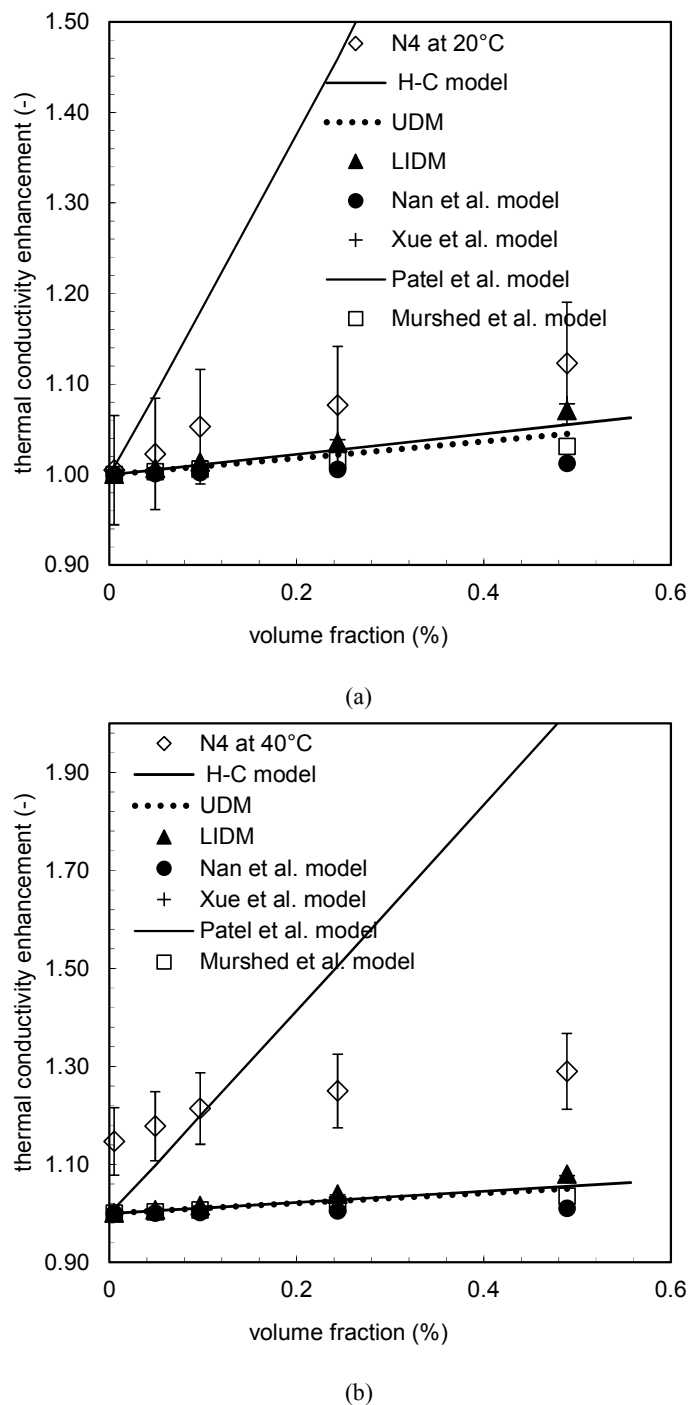 1.50
1.40
1.30
1.20
1.10
1.00
0.90
thermal conductivity enhancement (-)
N4 at 20°C
H-C model
UDM
LIDM
Nan et al. model
Xue et al. model
Patel et al. model
Murshed et al. model
0 0.2 0.4 0.6
volume fraction (%)
(a)
1.90
1.70
1.50
1.30
1.10
0.90
thermal conductivity enhancement (-)
N4 at 40°C
H-C model
UDM
LIDM
Nan et al. model
Xue et al. model
Patel et al. model
Murshed et al. model
0 0.2 0.4 0.6
volume fraction (%)
(b)